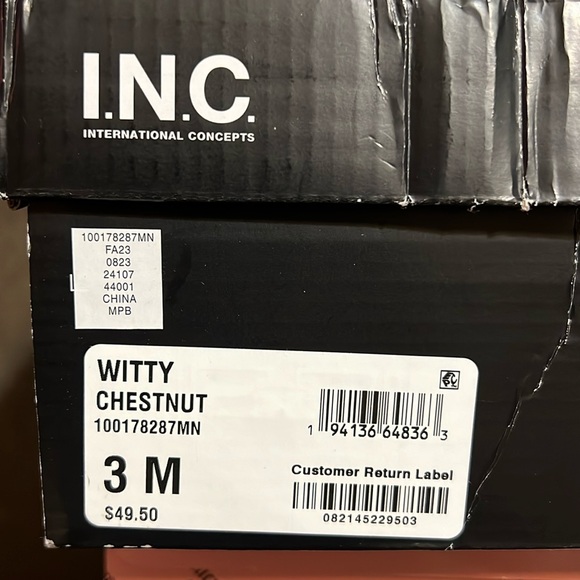 I.N.C.
INTERNATIONAL CONCEPTS
100178287MN
FA23
0823
24107
44001
CHINA
MPB
WITTY
CHESTNUT
100178287MN
1 94136 64836 3
3 M
Customer Return Label
$49.50
082145229503